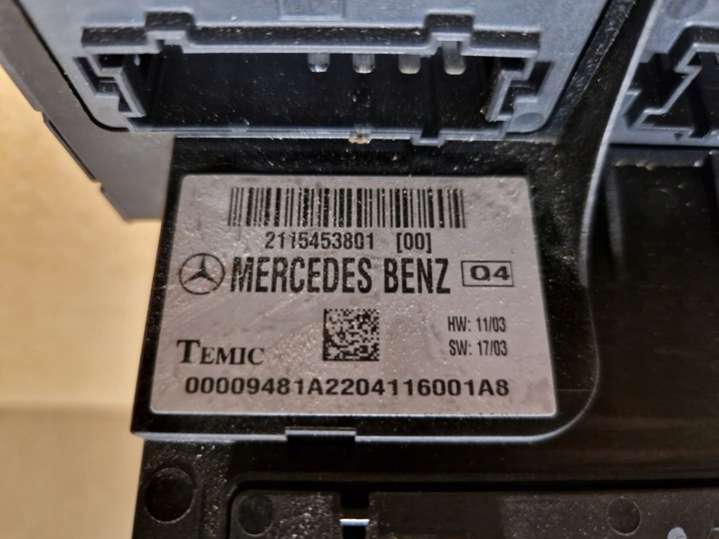 2115453801 [00]
MERCEDES BENZ Q4
HW: 11/03
TEMIC
SW: 17/03
00009481A2204116001A8